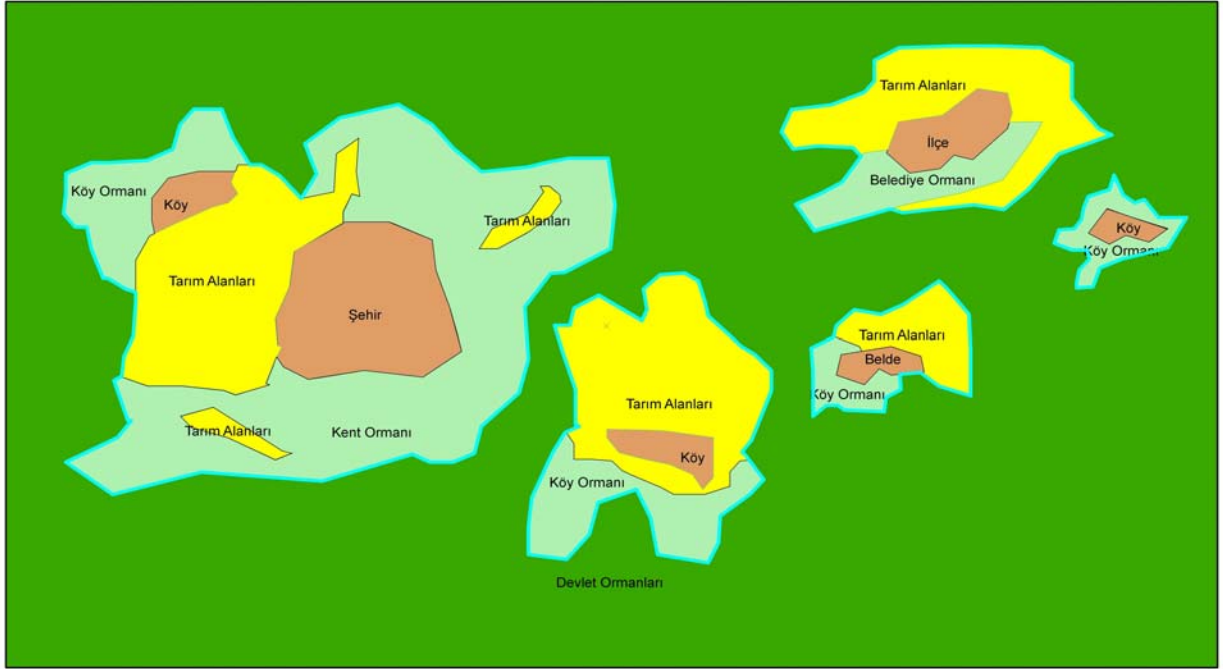 Tarım Alanları
İlçe
Belediye Ormanı
Köy Ormanı
Köy
Tarım Alanları
Köy
Köy Ormanı
Tarım Alanları
Şehir
Tarım Alanları
Belde
Köy Ormanı
Tarım Alanları
Tarım Alanları
Kent Ormanı
Köy
Köy Ormanı
Devlet Ormanları